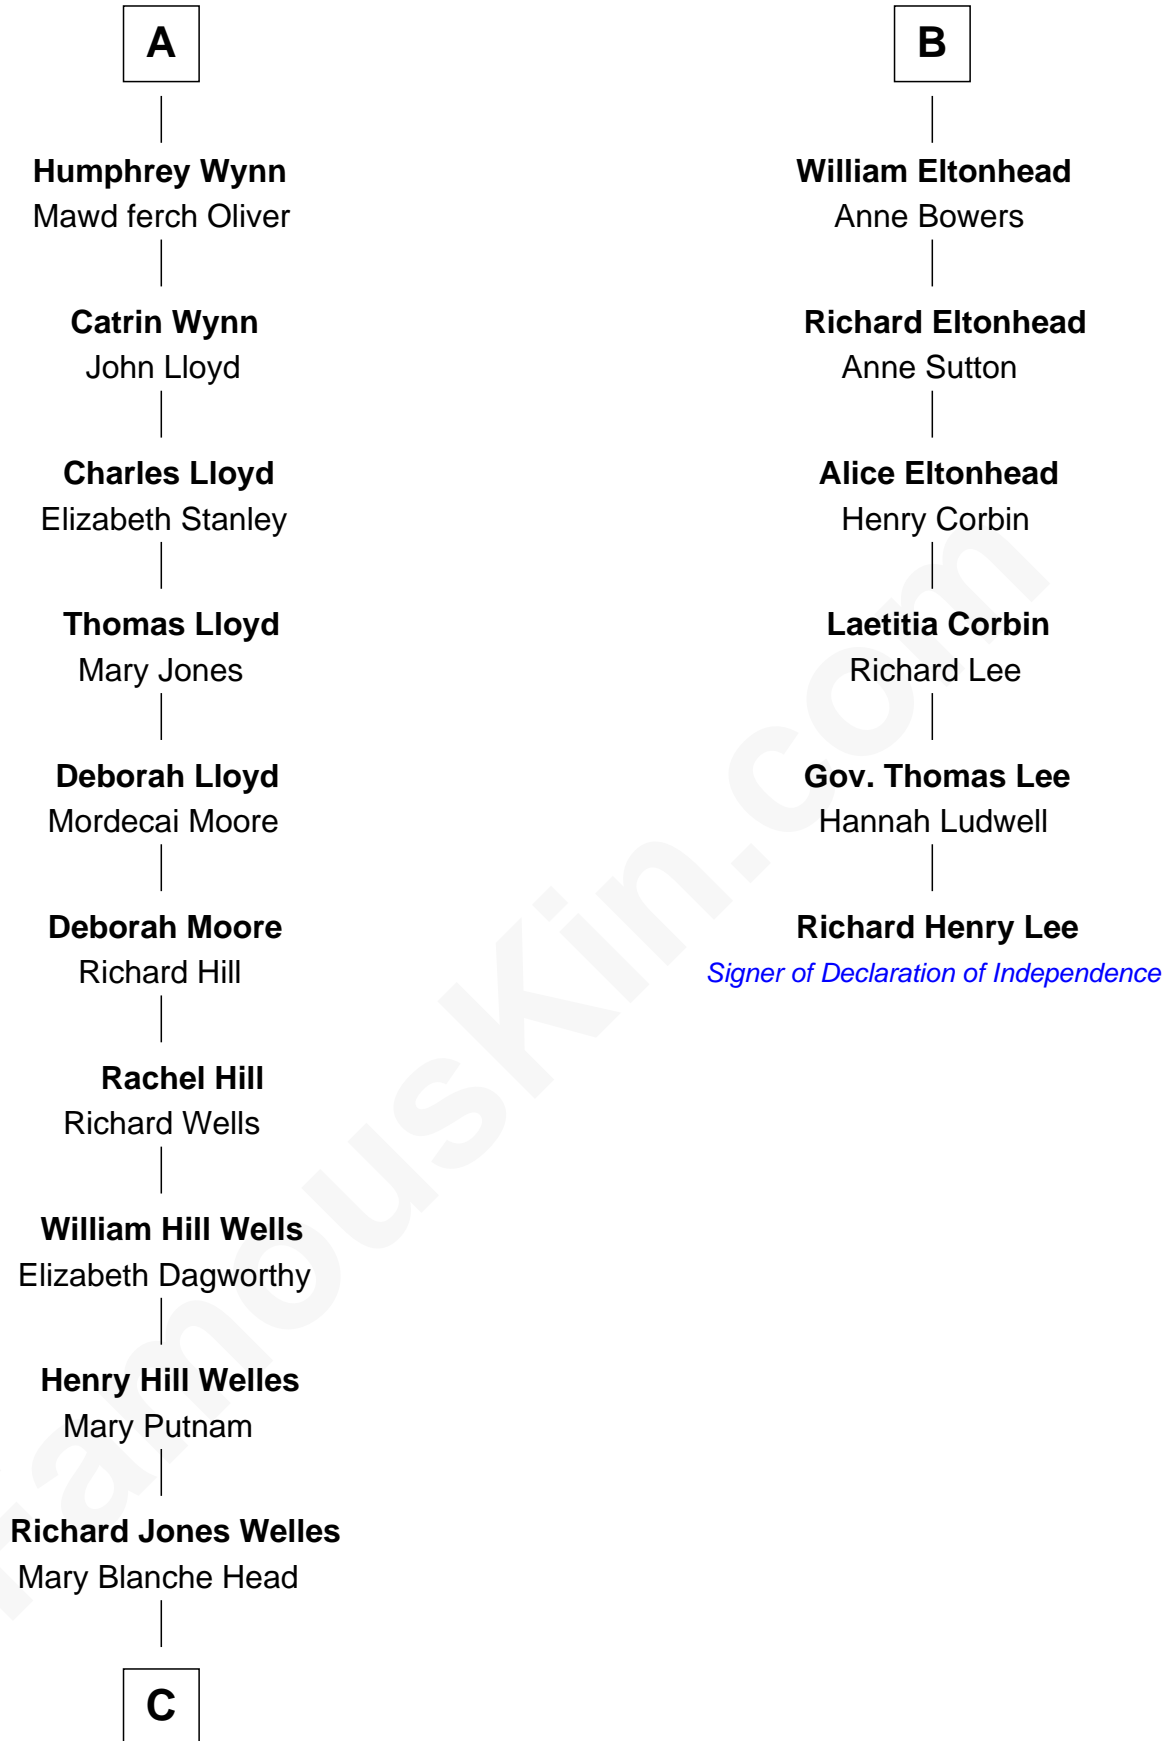 A
Humphrey Wynn
Mawd ferch Oliver
Catrin Wynn
John Lloyd
Charles Lloyd
Elizabeth Stanley
Thomas Lloyd
Mary Jones
Deborah Lloyd
Mordecai Moore
Deborah Moore
Richard Hill
Rachel Hill
Richard Wells
William Hill Wells
Elizabeth Dagworthy
Henry Hill Welles
Mary Putnam
Richard Jones Welles
Mary Blanche Head
C
B
William Eltonhead
Anne Bowers
Richard Eltonhead
Anne Sutton
Alice Eltonhead
Henry Corbin
Laetitia Corbin
Richard Lee
Gov. Thomas Lee
Hannah Ludwell
Richard Henry Lee
Signer of Declaration of Independence
FamousKin.com